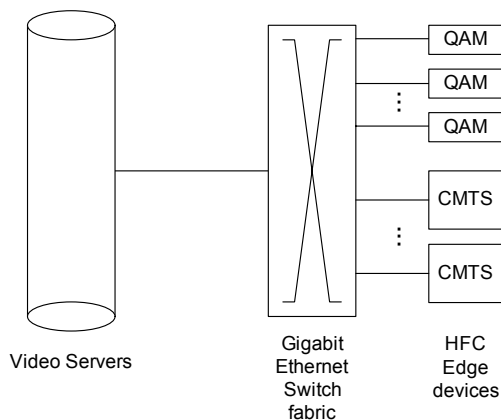 QAM
QAM
QAM
CMTS
CMTS
Video Servers
Gigabit
Ethernet
Switch
fabric
HFC
Edge
devices